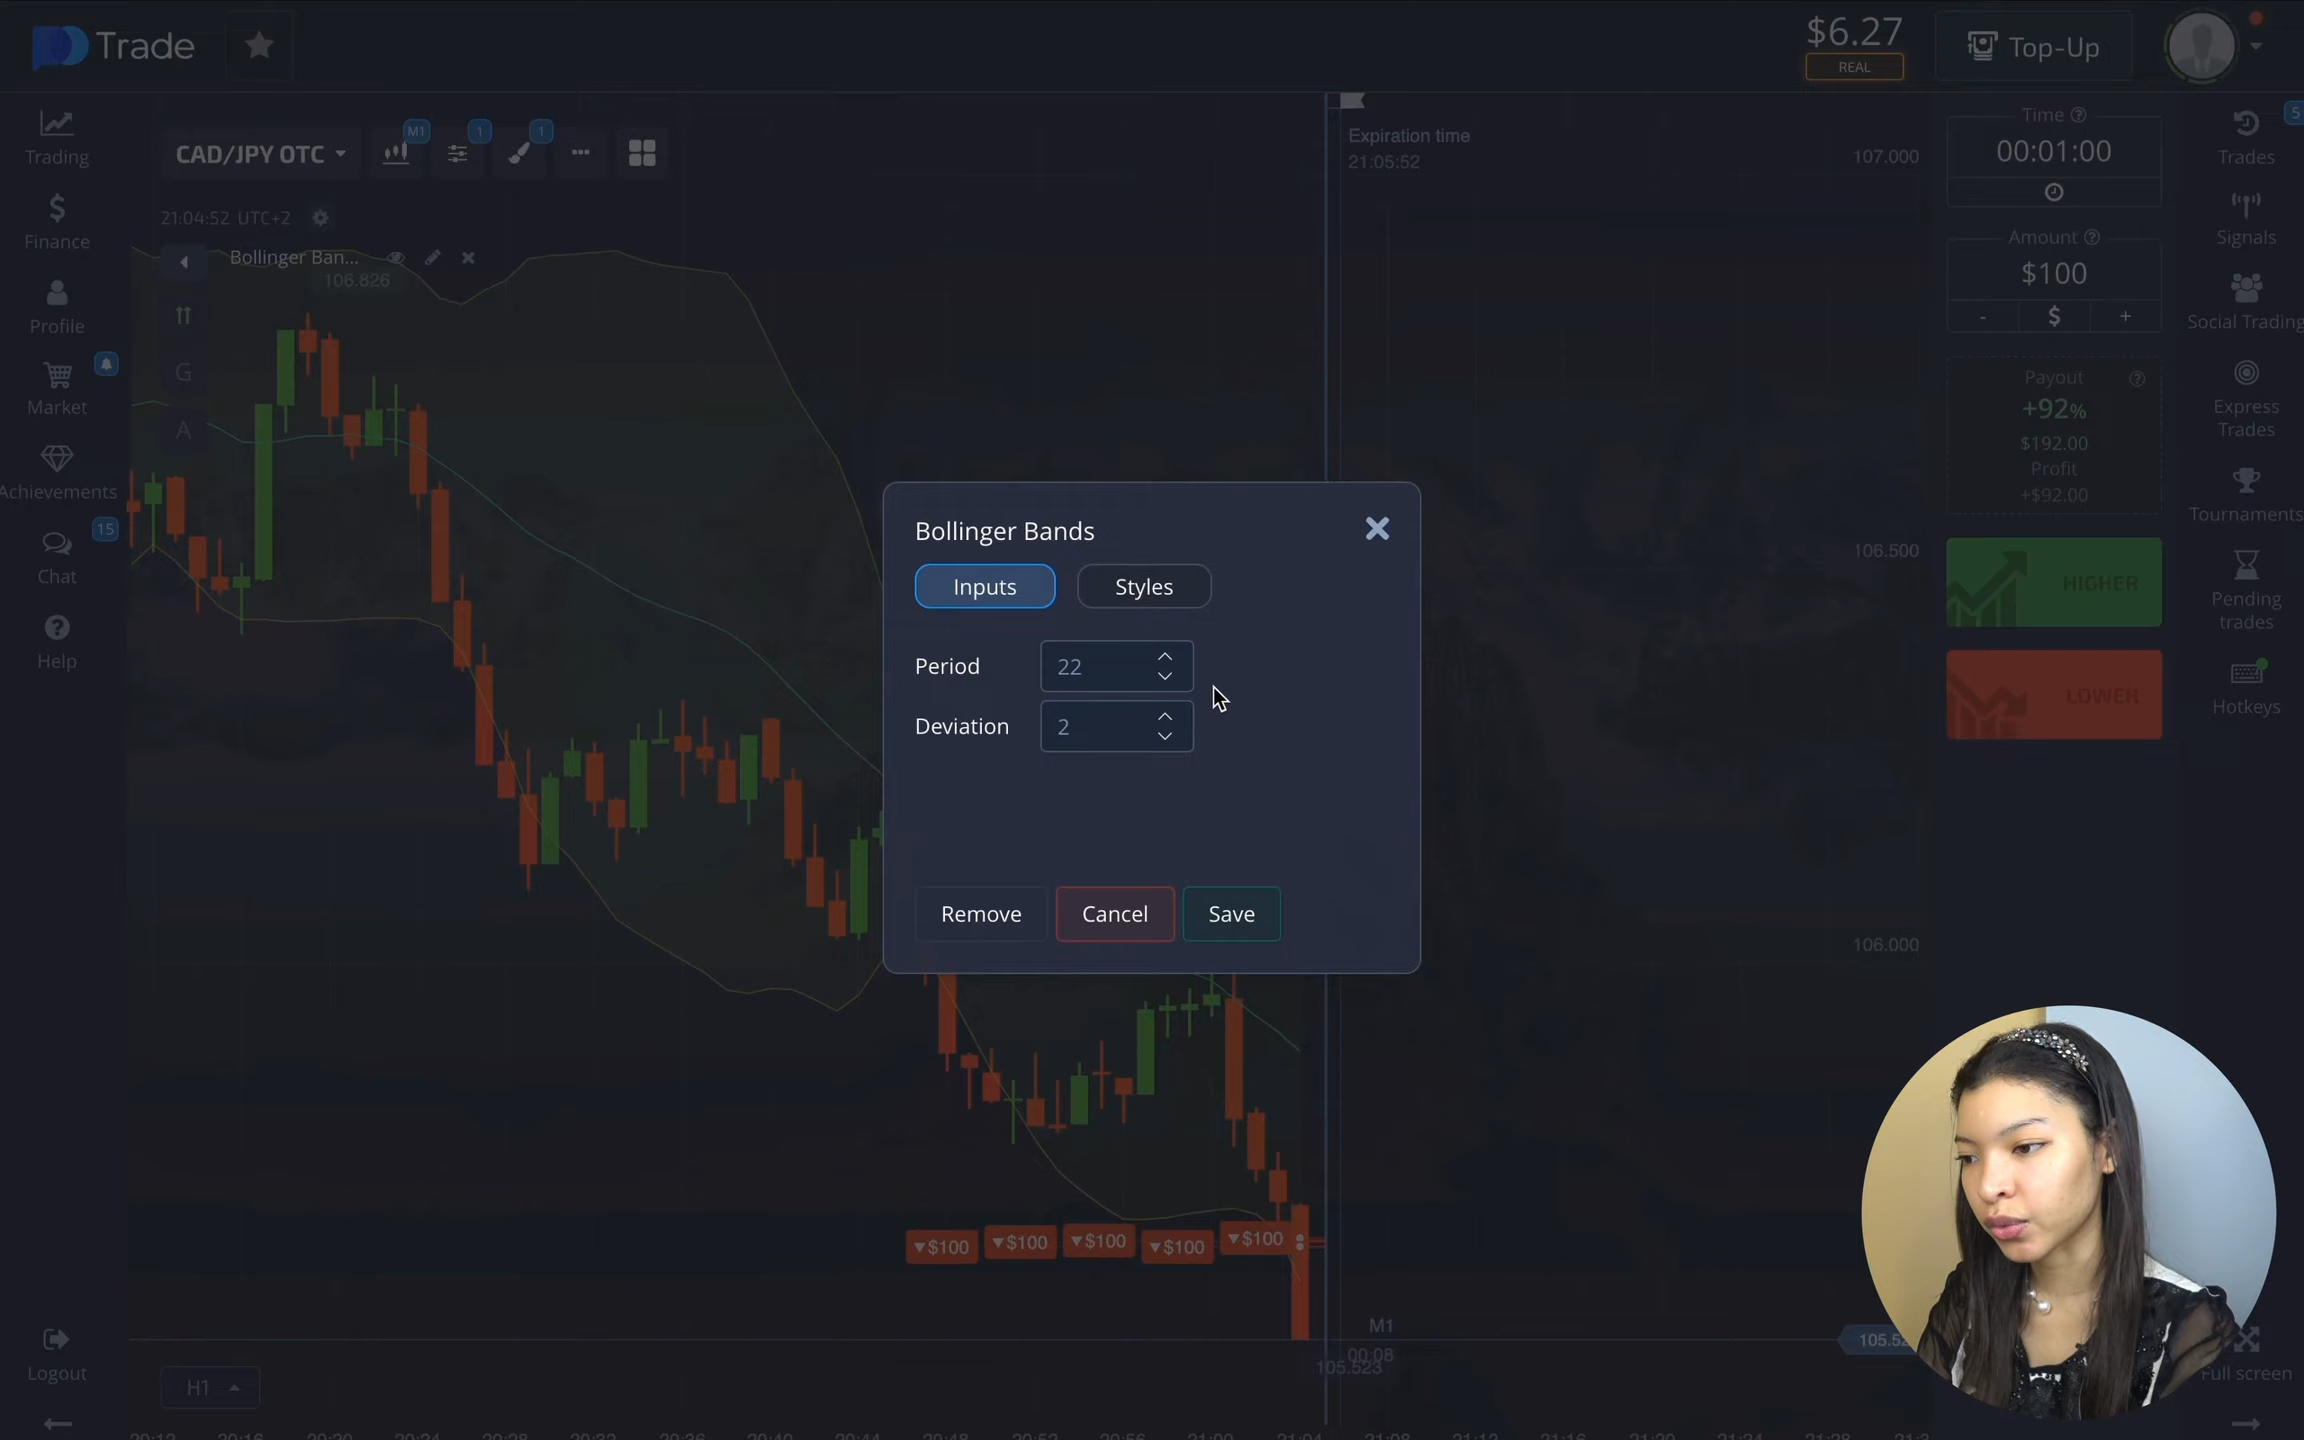 Trade
$6.27
REAL
Top-Up
Trading
Finance
Profile
Market
Achievements
15
Chat
Help
Logout
CAD/JPY OTC
M1
1
1
21:04:52 UTC+2
Bollinger Ban...
106.826
G
A
Expiration time
21:05:52
107.000
106.500
106.000
Bollinger Bands
Inputs
Styles
Period
22
Deviation
2
Remove
Cancel
Save
$100
$100
$100
$100
$100
M1
00:08
105.523
H1
Time
00:01:00
Amount
$100
- $ +
Payout
+92%
$192.00
Profit
+$92.00
HIGHER
LOWER
5
Trades
Signals
Social Trading
Express
Trades
Tournaments
Pending
trades
Hotkeys
Full screen